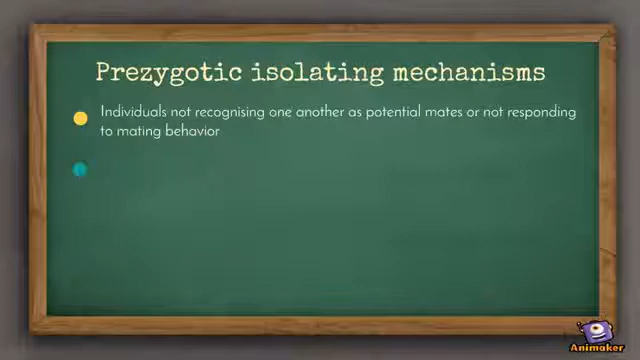 Prezygotic isolating mechanisms
Individuals not recognising one another as potential mates or not responding
to mating behavior
Animaker